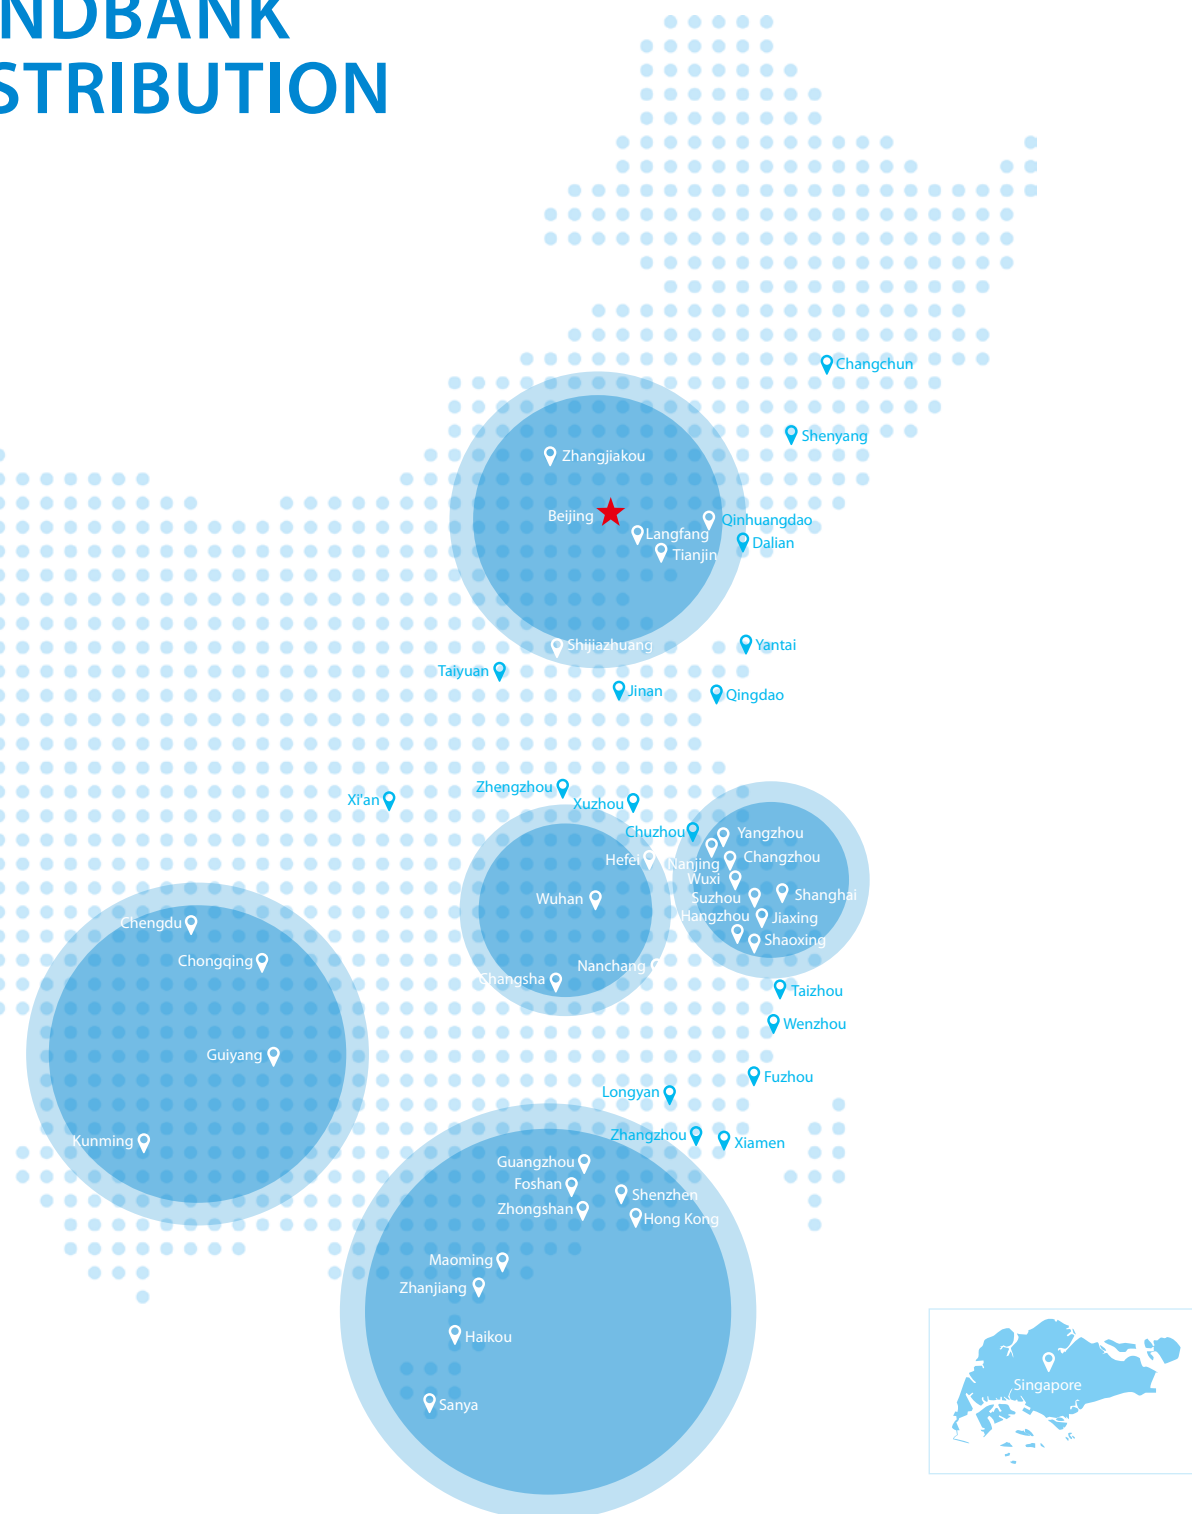 NDBANK
STRIBUTION
Changchun
Shenyang
Zhangjiakou
Beijing
Qinhuangdao
Langfang
Dalian
Tianjin
Shijiazhuang
Yantai
Taiyuan
Jinan
Qingdao
Zhengzhou
Xi'an
Xuzhou
Chuzhou
Yangzhou
Hefei
Nanjing
Changzhou
Wuxi
Wuhan
Suzhou
Shanghai
Hangzhou
Jiaxing
Chengdu
Shaoxing
Chongqing
Nanchang
Changsha
Taizhou
Wenzhou
Guiyang
Fuzhou
Longyan
Kunming
Zhangzhou
Xiamen
Guangzhou
Foshan
Shenzhen
Zhongshan
Hong Kong
Maoming
Zhanjiang
Haikou
Singapore
Sanya